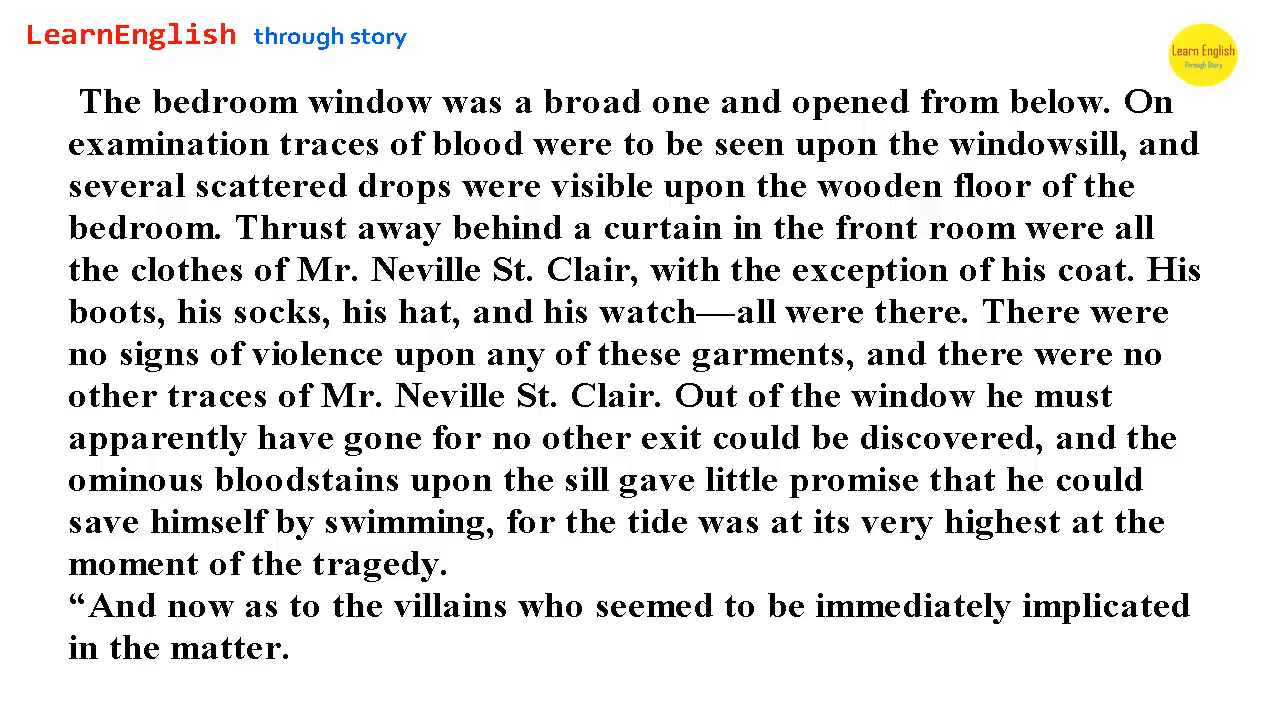 LearnEnglish through story
Learn English
Through Story
The bedroom window was a broad one and opened from below. On
examination traces of blood were to be seen upon the windowsill, and
several scattered drops were visible upon the wooden floor of the
bedroom. Thrust away behind a curtain in the front room were all
the clothes of Mr. Neville St. Clair, with the exception of his coat. His
boots, his socks, his hat, and his watch—all were there. There were
no signs of violence upon any of these garments, and there were no
other traces of Mr. Neville St. Clair. Out of the window he must
apparently have gone for no other exit could be discovered, and the
ominous bloodstains upon the sill gave little promise that he could
save himself by swimming, for the tide was at its very highest at the
moment of the tragedy.
“And now as to the villains who seemed to be immediately implicated
in the matter.